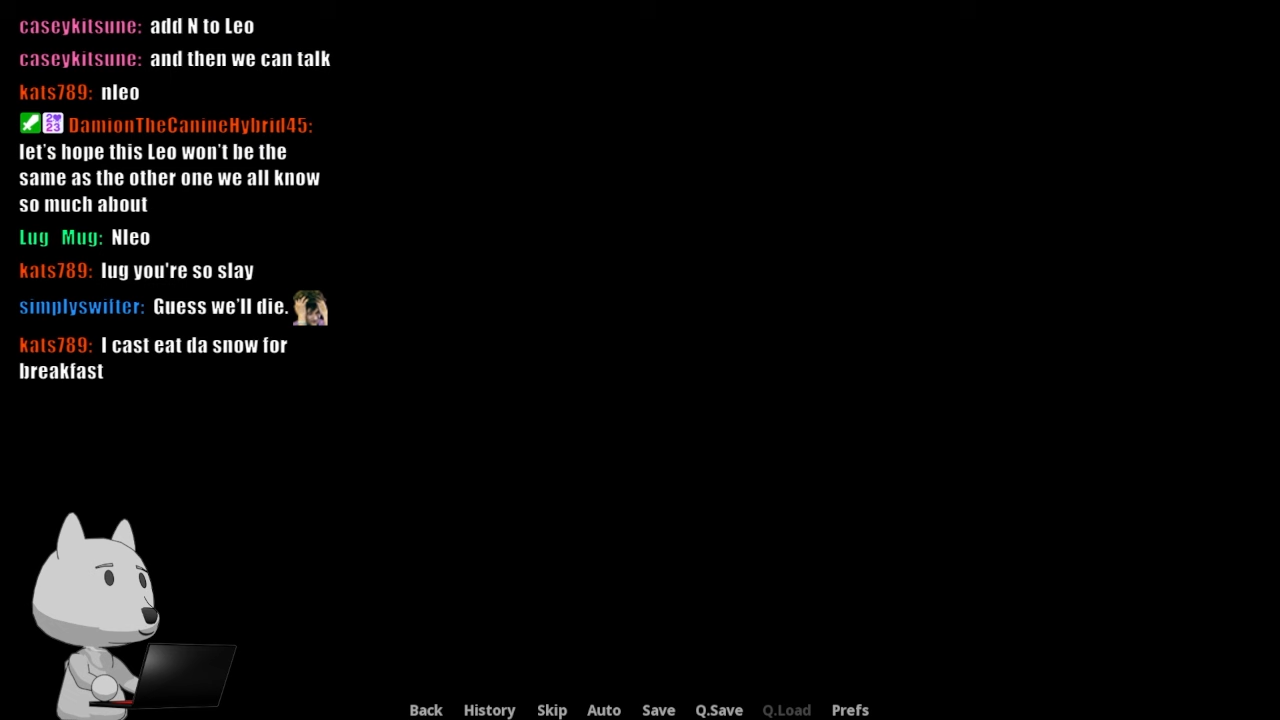 caseykitsune: add N to Leo
caseykitsune: and then we can talk
kats789: nleo
2 23 DamionTheCanineHybrid45:
let's hope this Leo won't be the
same as the other one we all know
so much about
Lug_Mug: Nleo
kats789: lug you're so slay
simplyswifter: Guess we'll die.
kats789: I cast eat da snow for
breakfast
Back History Skip Auto Save Q.Save Q.Load Prefs